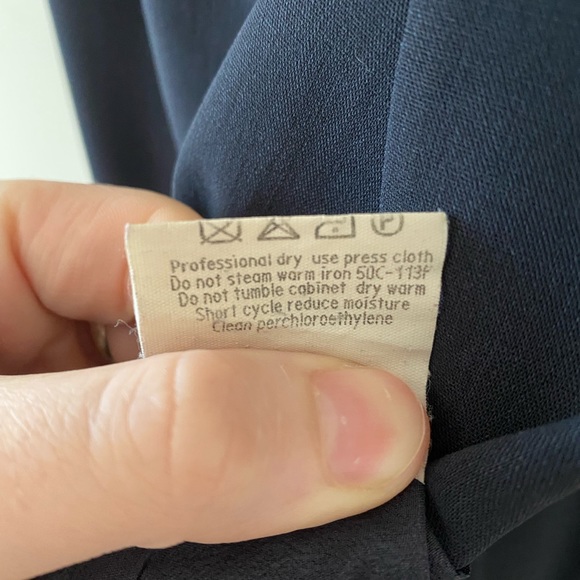 P
Professional dry use press cloth
Do not steam warm iron 50C-113F
Do not tumble cabinet dry warm
Short cycle reduce moisture
Clean perchloroethylene